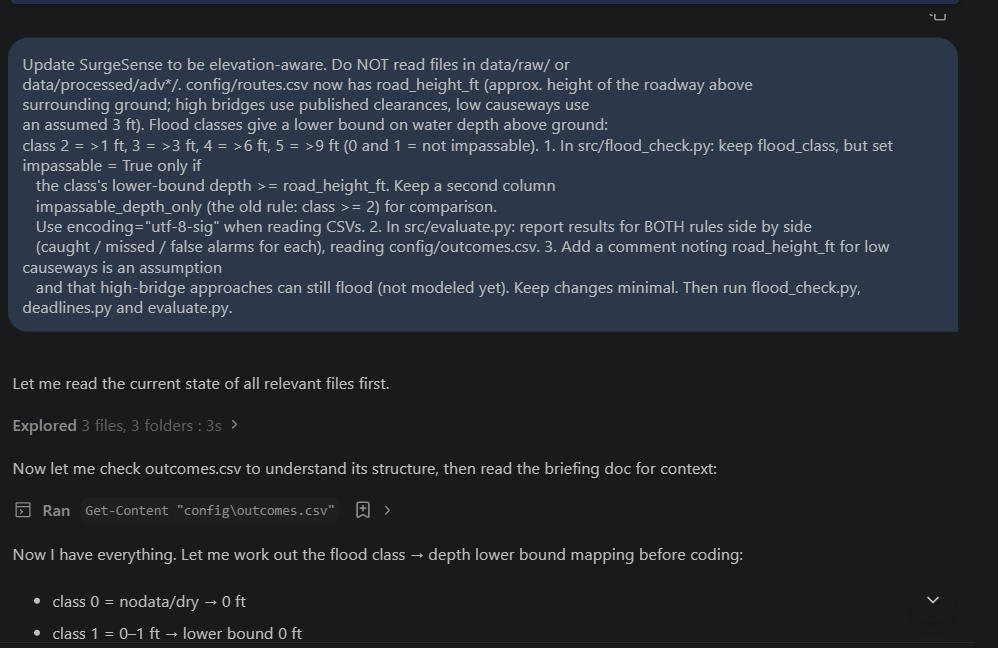 Update SurgeSense to be elevation-aware. Do NOT read files in data/raw/ or
data/processed/adv*/. config/routes.csv now has road_height_ft (approx. height of the roadway above
surrounding ground; high bridges use published clearances, low causeways use
an assumed 3 ft). Flood classes give a lower bound on water depth above ground:
class 2 = >1 ft, 3 = >3 ft, 4 = >6 ft, 5 = >9 ft (0 and 1 = not impassable). 1. In src/flood_check.py: keep flood_class, but set
impassable = True only if
the class's lower-bound depth >= road_height_ft. Keep a second column
impassable_depth_only (the old rule: class >= 2) for comparison.
Use encoding="utf-8-sig" when reading CSVs. 2. In src/evaluate.py: report results for BOTH rules side by side
(caught / missed / false alarms for each), reading config/outcomes.csv. 3. Add a comment noting road_height_ft for low
causeways is an assumption
and that high-bridge approaches can still flood (not modeled yet). Keep changes minimal. Then run flood_check.py,
deadlines.py and evaluate.py.
Let me read the current state of all relevant files first.
Explored 3 files, 3 folders : 3s >
Now let me check outcomes.csv to understand its structure, then read the briefing doc for context:
Ran Get-Content "config\outcomes.csv" >
Now I have everything. Let me work out the flood class → depth lower bound mapping before coding:
• class 0 = nodata/dry → 0 ft
• class 1 = 0–1 ft → lower bound 0 ft